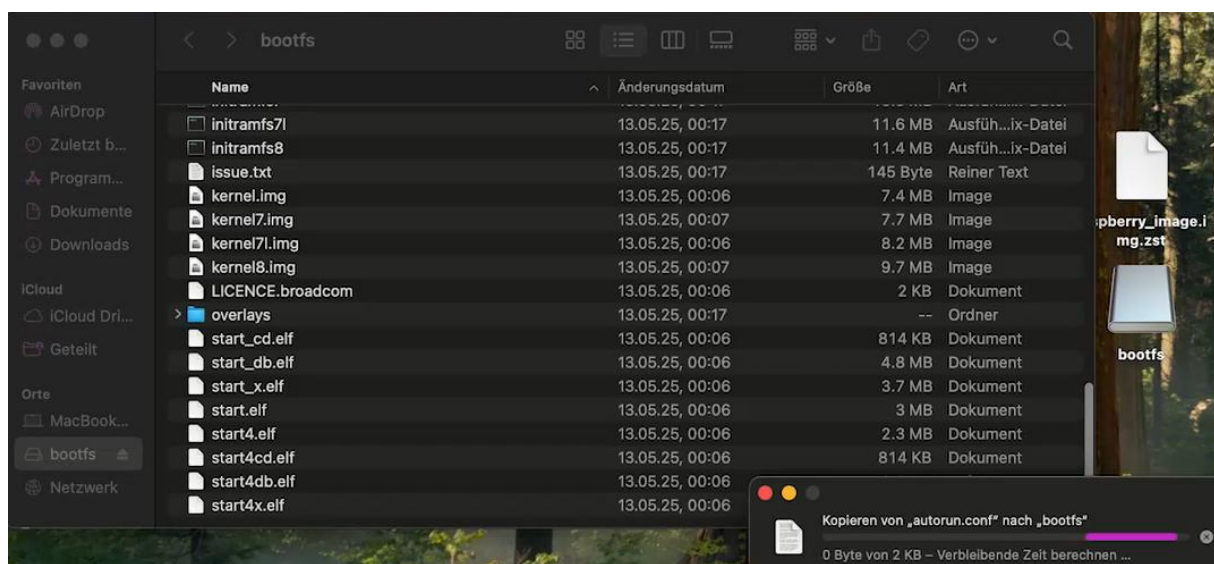 bootfs
Favoriten
AirDrop
Zuletzt b...
Program...
Dokumente
Downloads
iCloud
iCloud Dri...
Geteilt
Orte
MacBook...
bootfs
Netzwerk
Name Änderungsdatum Größe Art
initramfs7l 13.05.25, 00:17 11.6 MB Ausfüh...ix-Datei
initramfs8 13.05.25, 00:17 11.4 MB Ausfüh...ix-Datei
issue.txt 13.05.25, 00:17 145 Byte Reiner Text
kernel.img 13.05.25, 00:06 7.4 MB Image
kernel7.img 13.05.25, 00:07 7.7 MB Image
kernel7l.img 13.05.25, 00:06 8.2 MB Image
kernel8.img 13.05.25, 00:07 9.7 MB Image
LICENCE.broadcom 13.05.25, 00:06 2 KB Dokument
overlays 13.05.25, 00:17 -- Ordner
start_cd.elf 13.05.25, 00:06 814 KB Dokument
start_db.elf 13.05.25, 00:06 4.8 MB Dokument
start_x.elf 13.05.25, 00:06 3.7 MB Dokument
start.elf 13.05.25, 00:06 3 MB Dokument
start4.elf 13.05.25, 00:06 2.3 MB Dokument
start4cd.elf 13.05.25, 00:06 814 KB Dokument
start4db.elf 13.05.25, 00:06
start4x.elf 13.05.25, 00:06
spberry_image.i
mg.zst
bootfs
Kopieren von „autorun.conf“ nach „bootfs“
0 Byte von 2 KB – Verbleibende Zeit berechnen ...